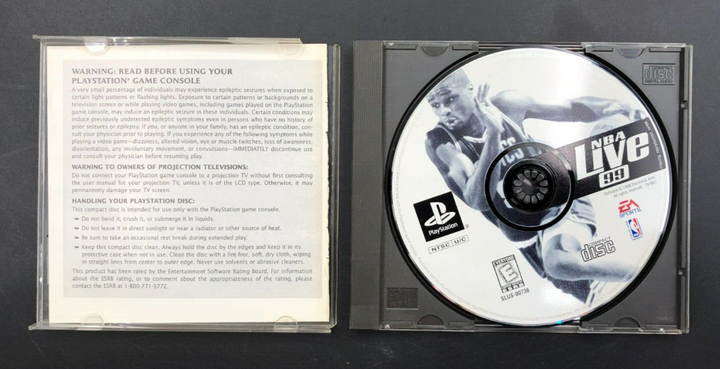 WARNING: READ BEFORE USING YOUR
PLAYSTATION® GAME CONSOLE
A very small percentage of individuals may experience epileptic seizures when exposed to
certain light patterns or flashing lights. Exposure to certain patterns or backgrounds on a
television screen or while playing video games, including games played on the PlayStation
game console, may induce an epileptic seizure in these individuals. Certain conditions may
induce previously undetected epileptic symptoms even in persons who have no history of
prior seizures or epilepsy. If you, or anyone in your family, has an epileptic condition, con-
sult your physician prior to playing. If you experience any of the following symptoms while
playing a video game—dizziness, altered vision, eye or muscle twitches, loss of awareness,
disorientation, any involuntary movement, or convulsions—IMMEDIATELY discontinue use
and consult your physician before resuming play.
WARNING TO OWNERS OF PROJECTION TELEVISIONS:
Do not connect your PlayStation game console to a projection TV without first consulting
the user manual for your projection TV, unless it is of the LCD type. Otherwise, it may
permanently damage your TV screen.
HANDLING YOUR PLAYSTATION DISC:
This compact disc is intended for use only with the PlayStation game console.
Do not bend it, crush it, or submerge it in liquids.
Do not leave it in direct sunlight or near a radiator or other source of heat.
Be sure to take an occasional rest break during extended play.
Keep this compact disc clean. Always hold the disc by the edges and keep it in its
protective case when not in use. Clean the disc with a lint-free, soft, dry cloth, wiping
in straight lines from center to outer edge. Never use solvents or abrasive cleaners.
This product has been rated by the Entertainment Software Rating Board. For information
about the ESRB rating, or to comment about the appropriateness of the rating, please
contact the ESRB at 1-800-771-3772.
NBA
Live
99
EA
SPORTS
NBA
PlayStation
NTSC U/C
EVERYONE
E
ESRB
SLUS-00736
COMPACT
disc
COMPACT
disc